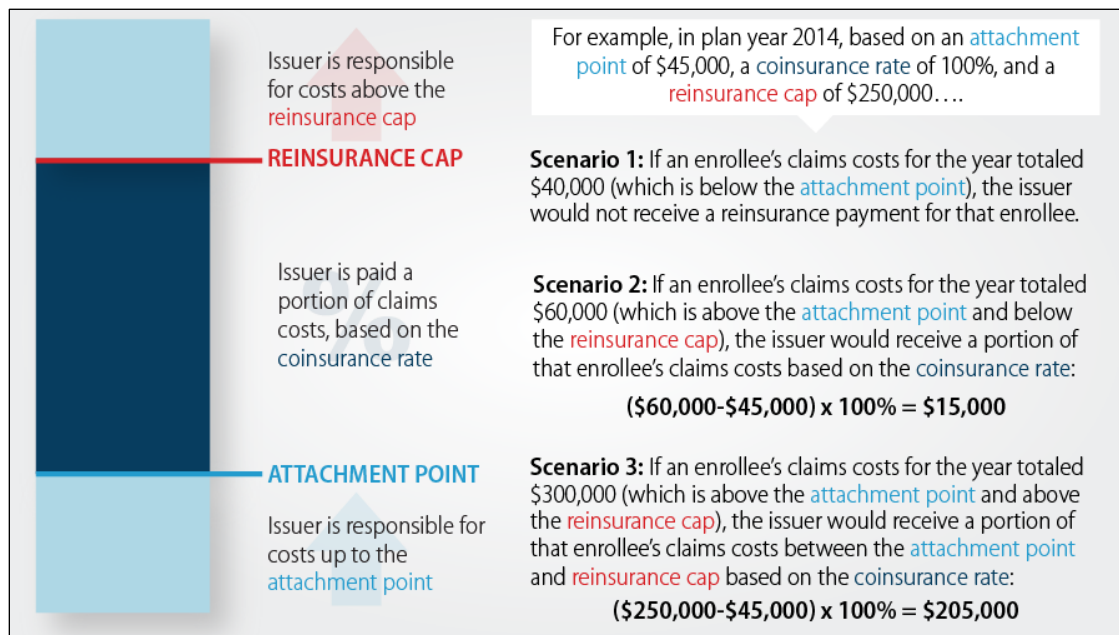 Issuer is responsible
for costs above the
reinsurance cap
REINSURANCE CAP
Issuer is paid a
portion of claims
costs, based on the
coinsurance rate
%
ATTACHMENT POINT
Issuer is responsible for
costs up to the
attachment point
For example, in plan year 2014, based on an attachment
point of $45,000, a coinsurance rate of 100%, and a
reinsurance cap of $250,000….
Scenario 1: If an enrollee’s claims costs for the year totaled
$40,000 (which is below the attachment point), the issuer
would not receive a reinsurance payment for that enrollee.
Scenario 2: If an enrollee’s claims costs for the year totaled
$60,000 (which is above the attachment point and below
the reinsurance cap), the issuer would receive a portion of
that enrollee’s claims costs based on the coinsurance rate:
($60,000-$45,000) x 100% = $15,000
Scenario 3: If an enrollee’s claims costs for the year totaled
$300,000 (which is above the attachment point and above
the reinsurance cap), the issuer would receive a portion of
that enrollee’s claims costs between the attachment point
and reinsurance cap based on the coinsurance rate:
($250,000-$45,000) x 100% = $205,000